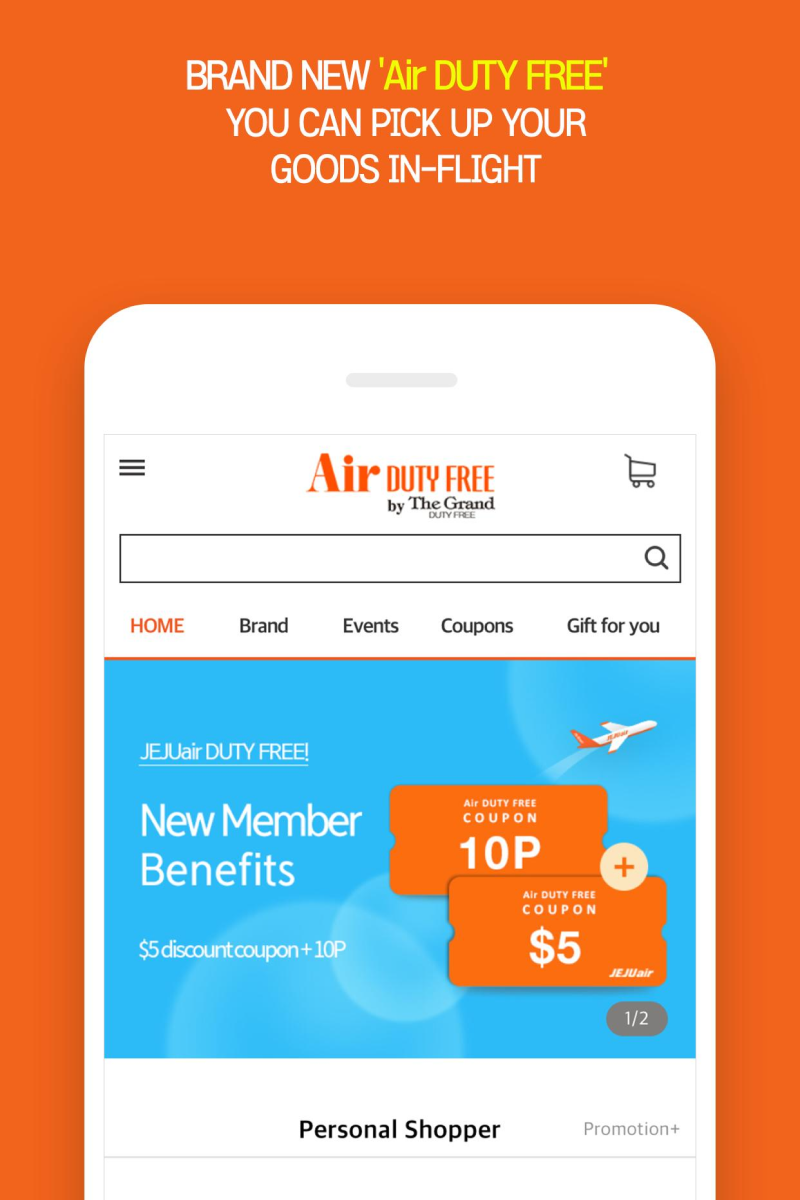 BRAND NEW 'Air DUTY FREE'
YOU CAN PICK UP YOUR
GOODS IN-FLIGHT
Air DUTY FREE
by The Grand
DUTY FREE
HOME Brand Events Coupons Gift for you
JEJUair DUTY FREE!
New Member
Benefits
$5 discount coupon + 10P
JEJUair
Air DUTY FREE
COUPON
10P
+
Air DUTY FREE
COUPON
$5
JEJUair
1/2
Personal Shopper Promotion+